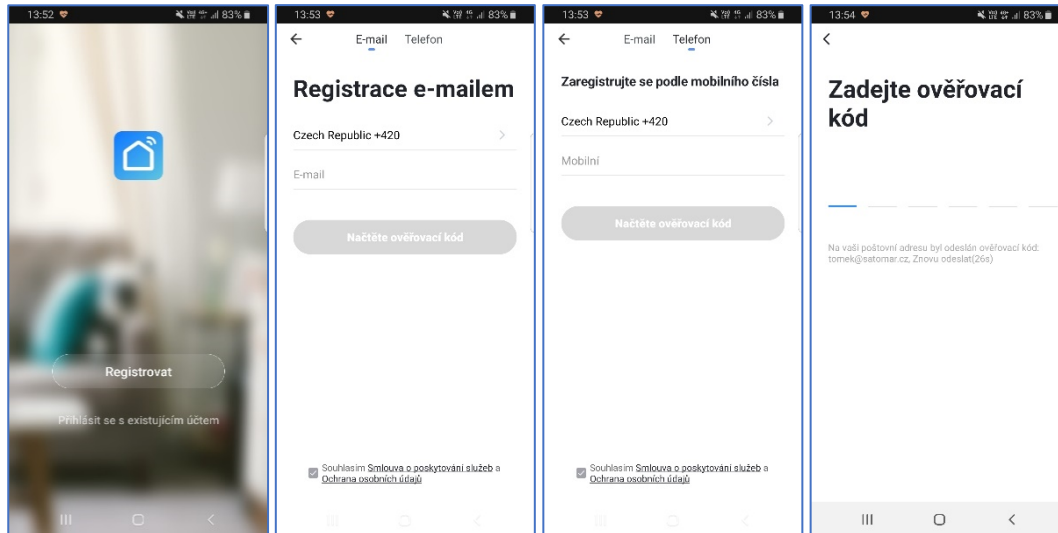 13:52
83%
Registrovat
Přihlásit se s existujícím účtem
13:53
83%
E-mail Telefon
Registrace e-mailem
Czech Republic +420
E-mail
Načtěte ověřovací kód
Souhlasím Smlouva o poskytování služeb a
Ochrana osobních údajů
13:53
83%
E-mail Telefon
Zaregistrujte se podle mobilního čísla
Czech Republic +420
Mobilní
Načtěte ověřovací kód
Souhlasím Smlouva o poskytování služeb a
Ochrana osobních údajů
13:54
83%
Zadejte ověřovací
kód
Na vaši poštovní adresu byl odeslán ověřovací kód:
tomek@satomar.cz, Znovu odeslat(26s)